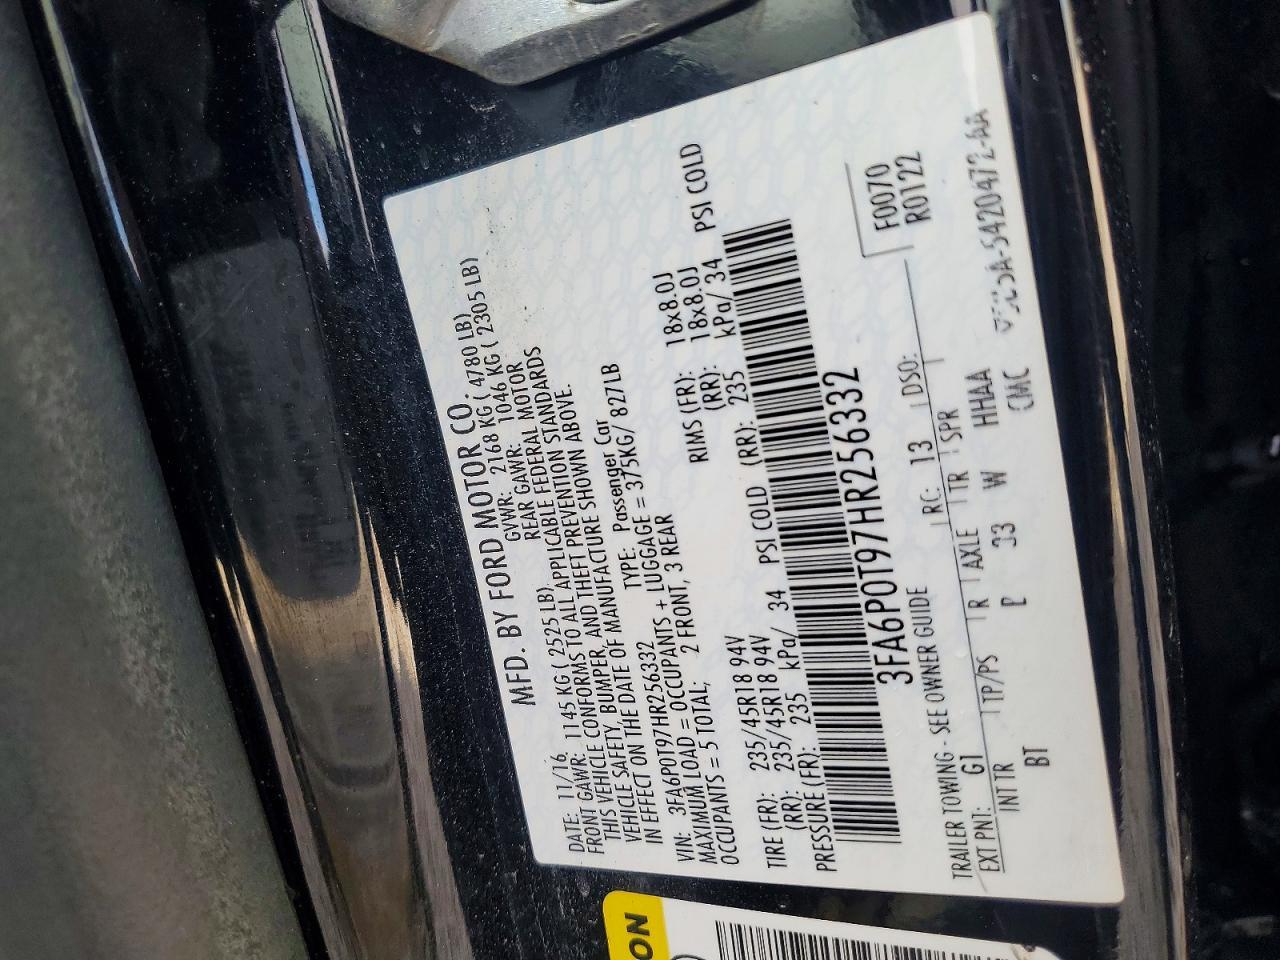 MFD. BY FORD MOTOR CO.
DATE: 11/16 GVWR: 2168 KG ( 4780 LB)
FRONT GAWR: 1145 KG ( 2525 LB) REAR GAWR: 1046 KG ( 2305 LB)
THIS VEHICLE CONFORMS TO ALL APPLICABLE FEDERAL MOTOR
VEHICLE SAFETY, BUMPER, AND THEFT PREVENTION STANDARDS
IN EFFECT ON THE DATE OF MANUFACTURE SHOWN ABOVE.
VIN: 3FA6P0T97HR256332 TYPE: Passenger Car
MAXIMUM LOAD = OCCUPANTS + LUGGAGE = 375KG/ 827LB
OCCUPANTS = 5 TOTAL, 2 FRONT, 3 REAR
TIRE (FR): 235/45R18 94V RIMS (FR): 18x8.0J
(RR): 235/45R18 94V (RR): 18x8.0J
PRESSURE (FR): 235 kPa/ 34 PSI COLD (RR): 235 kPa/ 34 PSI COLD
3FA6P0T97HR256332
F0070
R0122
TRAILER TOWING - SEE OWNER GUIDE
EXT PNT: G1 RC: 13 DSO:
INT TR TP/PS R AXLE TR SPR
BT P 33 W HHAA
CMC
5420472-AA
ON